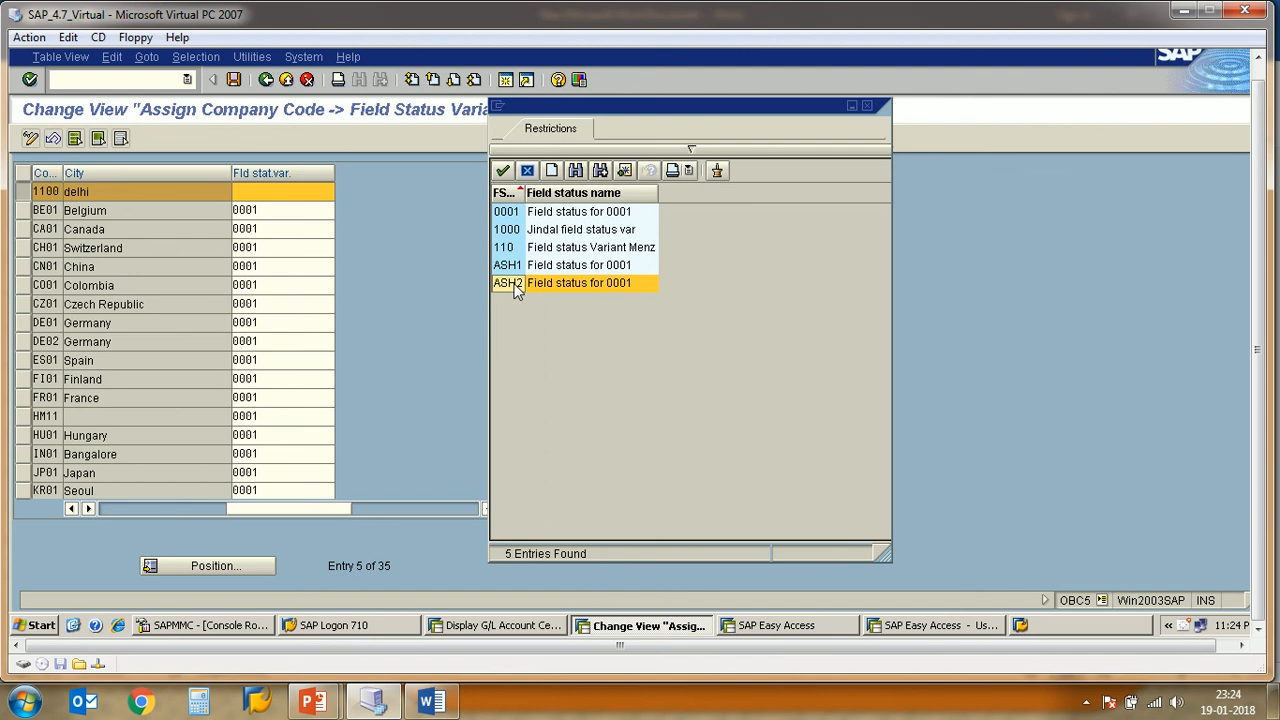 SAP_4.7_Virtual - Microsoft Virtual PC 2007
Action Edit CD Floppy Help
Table View Edit Goto Selection Utilities System Help
SAP
Change View "Assign Company Code -> Field Status Varia
Restrictions
Co... City Fld stat.var.
1100 delhi
BE01 Belgium 0001
CA01 Canada 0001
CH01 Switzerland 0001
CN01 China 0001
CO01 Colombia 0001
CZ01 Czech Republic 0001
DE01 Germany 0001
DE02 Germany 0001
ES01 Spain 0001
FI01 Finland 0001
FR01 France 0001
HM11 0001
HU01 Hungary 0001
IN01 Bangalore 0001
JP01 Japan 0001
KR01 Seoul 0001
FS... Field status name
0001 Field status for 0001
1000 Jindal field status var
110 Field status Variant Menz
ASH1 Field status for 0001
ASH2 Field status for 0001
5 Entries Found
Position... Entry 5 of 35
OBC5 Win2003SAP INS
Start SAPMMC - [Console Ro... SAP Logon 710 Display G/L Account Ce... Change View "Assig... SAP Easy Access SAP Easy Access - Us... « 11:24 PM
23:24
19-01-2018